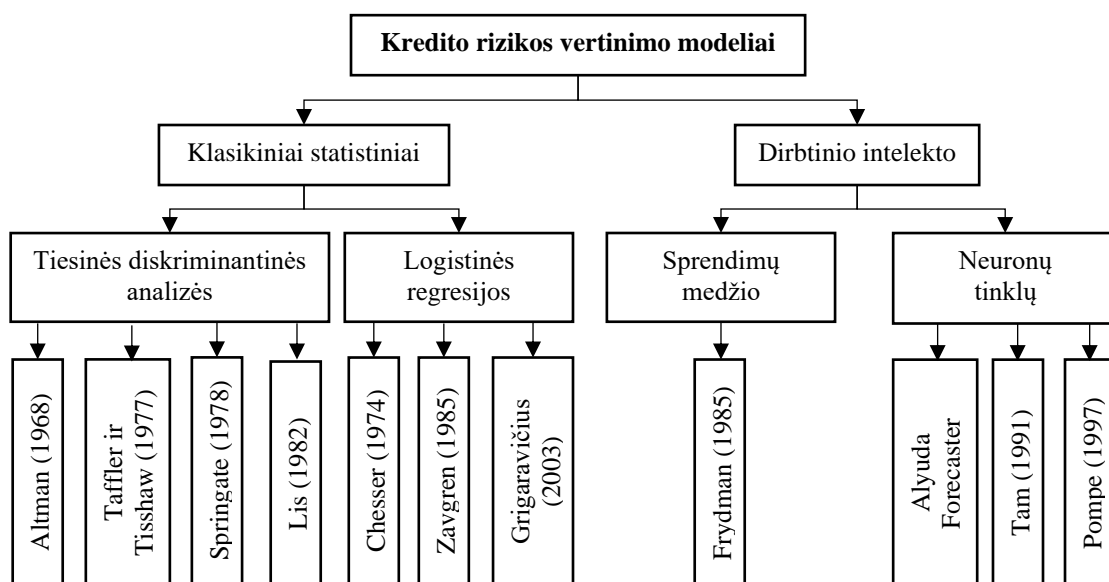 Kredito rizikos vertinimo modeliai
Klasikiniai statistiniai
Dirbtinio intelekto
Tiesinės diskriminantinės
analizės
Logistinės
regresijos
Sprendimų
medžio
Neuronų
tinklų
Altman (1968)
Taffler ir
Tisshaw (1977)
Springate (1978)
Lis (1982)
Chesser (1974)
Zavgren (1985)
Grigaravičius
(2003)
Frydman (1985)
Alyuda
Forecaster
Tam (1991)
Pompe (1997)